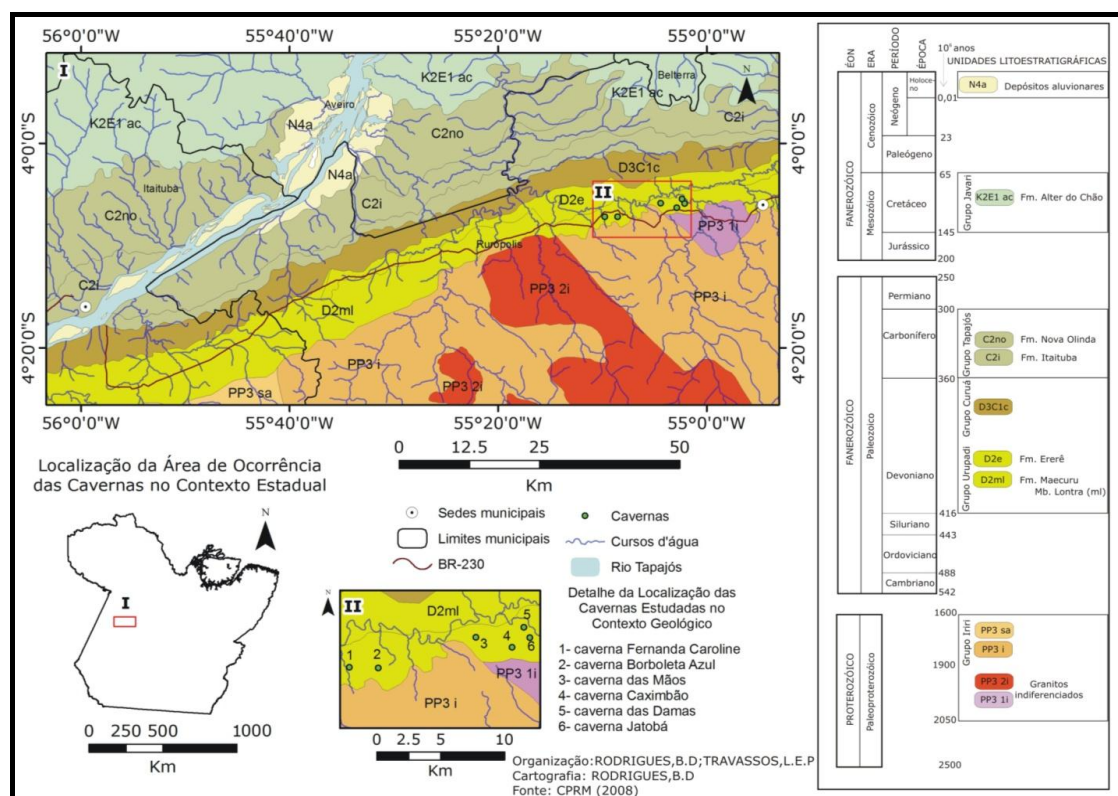 I
56°0'0"W
55°40'0"W
55°20'0"W
55°0'0"W
4°0'0"S
4°20'0"S
4°0'0"S
4°20'0"S
N
K2E1 ac
Aveiro
K2E1 ac
Belterra
K2E1 ac
N4a
C2no
C2i
N4a
Itaituba
C2no
C2i
D3C1c
D2e
II
PP3 1i
Rurópolis
C2i
D2ml
PP3 2i
PP3 i
PP3 i
PP3 2i
PP3 sa
56°0'0"W
55°40'0"W
55°20'0"W
55°0'0"W
0 12.5 25 50
Km
Localização da Área de Ocorrência
das Cavernas no Contexto Estadual
N
I
0 250 500 1000
Km
Sedes municipais
Limites municipais
BR-230
Cavernas
Cursos d'água
Rio Tapajós
N
II
D2ml
1
2
3
4
5
6
PP3 1i
PP3 i
0 2.5 5 10
Km
Detalhe da Localização das
Cavernas Estudadas no
Contexto Geológico
1- caverna Fernanda Caroline
2- caverna Borboleta Azul
3- caverna das Mãos
4- caverna Caximbão
5- caverna das Damas
6- caverna Jatobá
Organização:RODRIGUES,B.D;TRAVASSOS,L.E.P
Cartografia: RODRIGUES,B.D
Fonte: CPRM (2008)
ÉON
ERA
PERÍODO
ÉPOCA
10⁶ anos
UNIDADES LITOESTRATIGRÁFICAS
FANEROZÓICO
Cenozóico
Neógeno
Holoce-
no
0,01
N4a Depósitos aluvionares
23
Paleógeno
65
Mesozóico
Cretáceo
Grupo Javari
K2E1 ac Fm. Alter do Chão
145
Jurássico
200
250
FANEROZÓICO
Paleozoico
Permiano
300
Carbonífero
Grupo Tapajós
C2no Fm. Nova Olinda
C2i Fm. Itaituba
360
Devoniano
Grupo Curuá
D3C1c
Grupo Urupadi
D2e Fm. Ererê
D2ml Fm. Maecuru
Mb. Lontra (ml)
416
Siluriano
443
Ordoviciano
488
Cambriano
542
PROTEROZÓICO
Paleoproterozóico
1600
Grupo Iriri
PP3 sa
PP3 i
1900
PP3 2i
PP3 1i
Granitos
indiferenciados
2050
2500